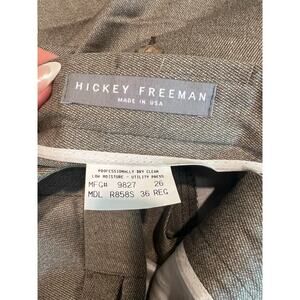 HICKEY FREEMAN
MADE IN USA
PROFESSIONALLY DRY CLEAN
LOW MOISTURE - UTILITY PRESS
MFG# 9827 26
MDL R858S 36 REG